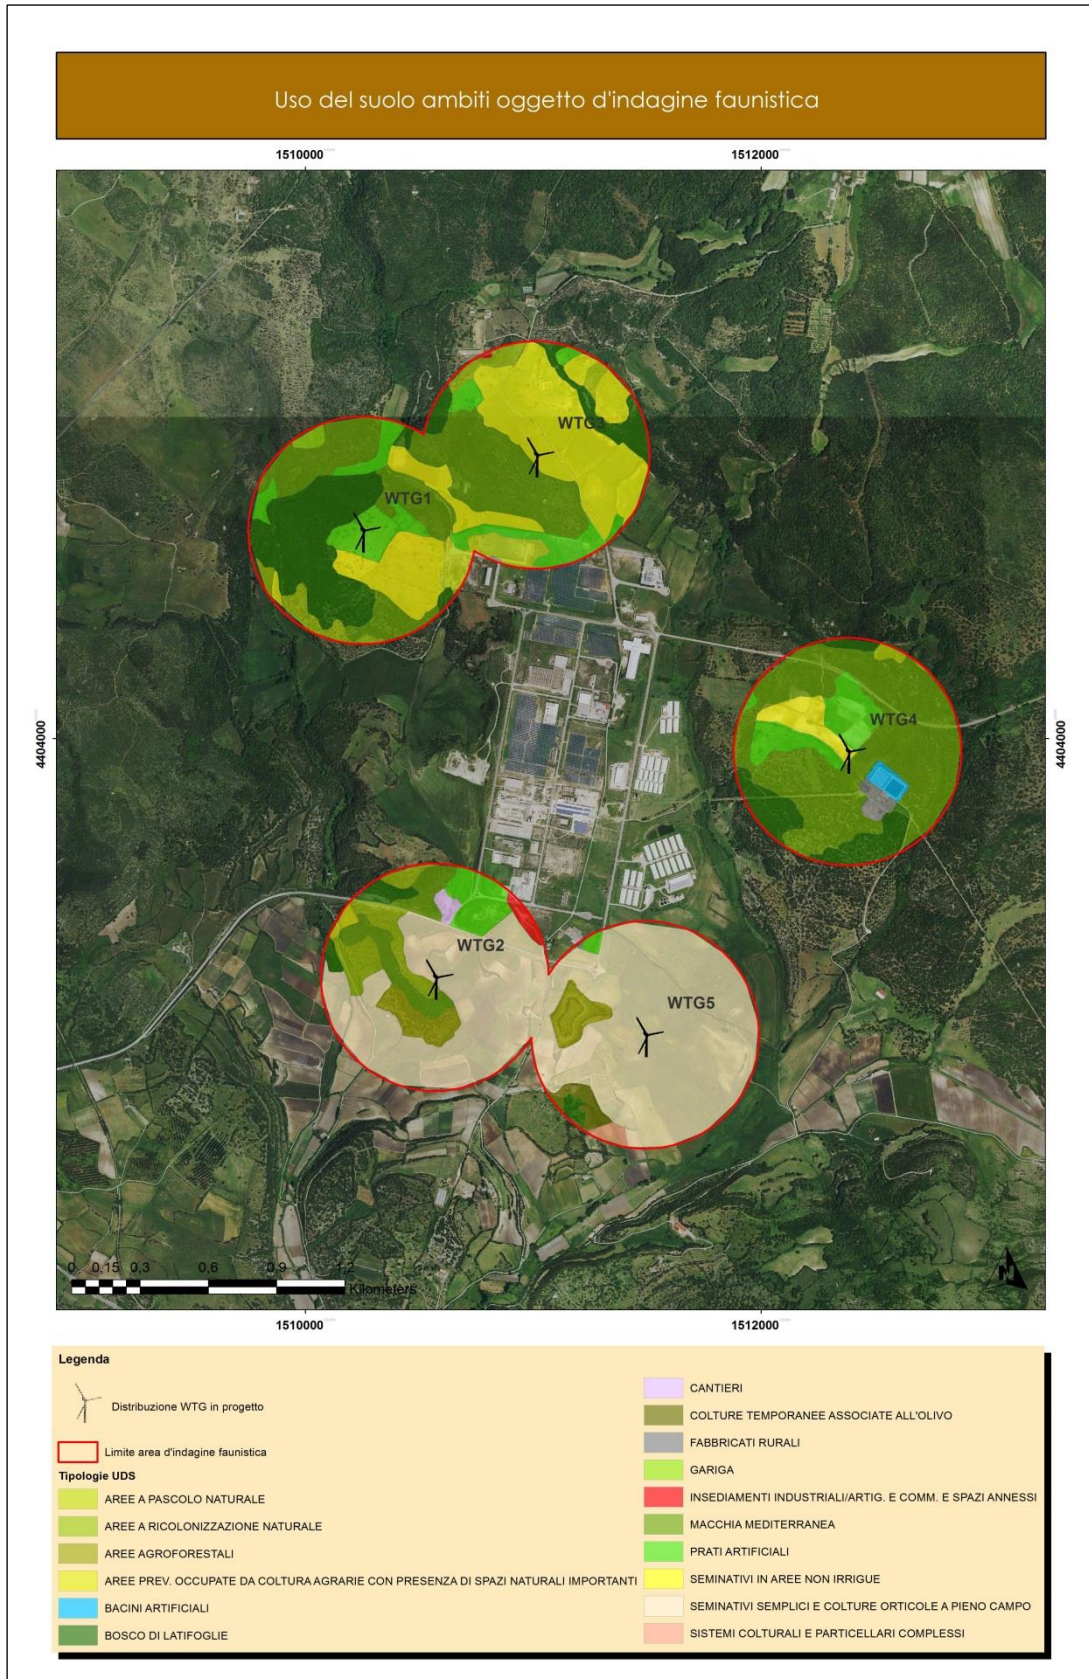 Uso del suolo ambiti oggetto d'indagine faunistica
1510000
1512000
WTG3
WTG1
4404000
4404000
WTG4
WTG2
WTG5
0 0,15 0,3 0,6 0,9 1,2
Kilometers
N
1510000
1512000
Legenda
Distribuzione WTG in progetto
Limite area d'indagine faunistica
Tipologie UDS
AREE A PASCOLO NATURALE
AREE A RICOLONIZZAZIONE NATURALE
AREE AGROFORESTALI
AREE PREV. OCCUPATE DA COLTURA AGRARIE CON PRESENZA DI SPAZI NATURALI IMPORTANTI
BACINI ARTIFICIALI
BOSCO DI LATIFOGLIE
CANTIERI
COLTURE TEMPORANEE ASSOCIATE ALL'OLIVO
FABBRICATI RURALI
GARIGA
INSEDIAMENTI INDUSTRIALI/ARTIG. E COMM. E SPAZI ANNESSI
MACCHIA MEDITERRANEA
PRATI ARTIFICIALI
SEMINATIVI IN AREE NON IRRIGUE
SEMINATIVI SEMPLICI E COLTURE ORTICOLE A PIENO CAMPO
SISTEMI COLTURALI E PARTICELLARI COMPLESSI